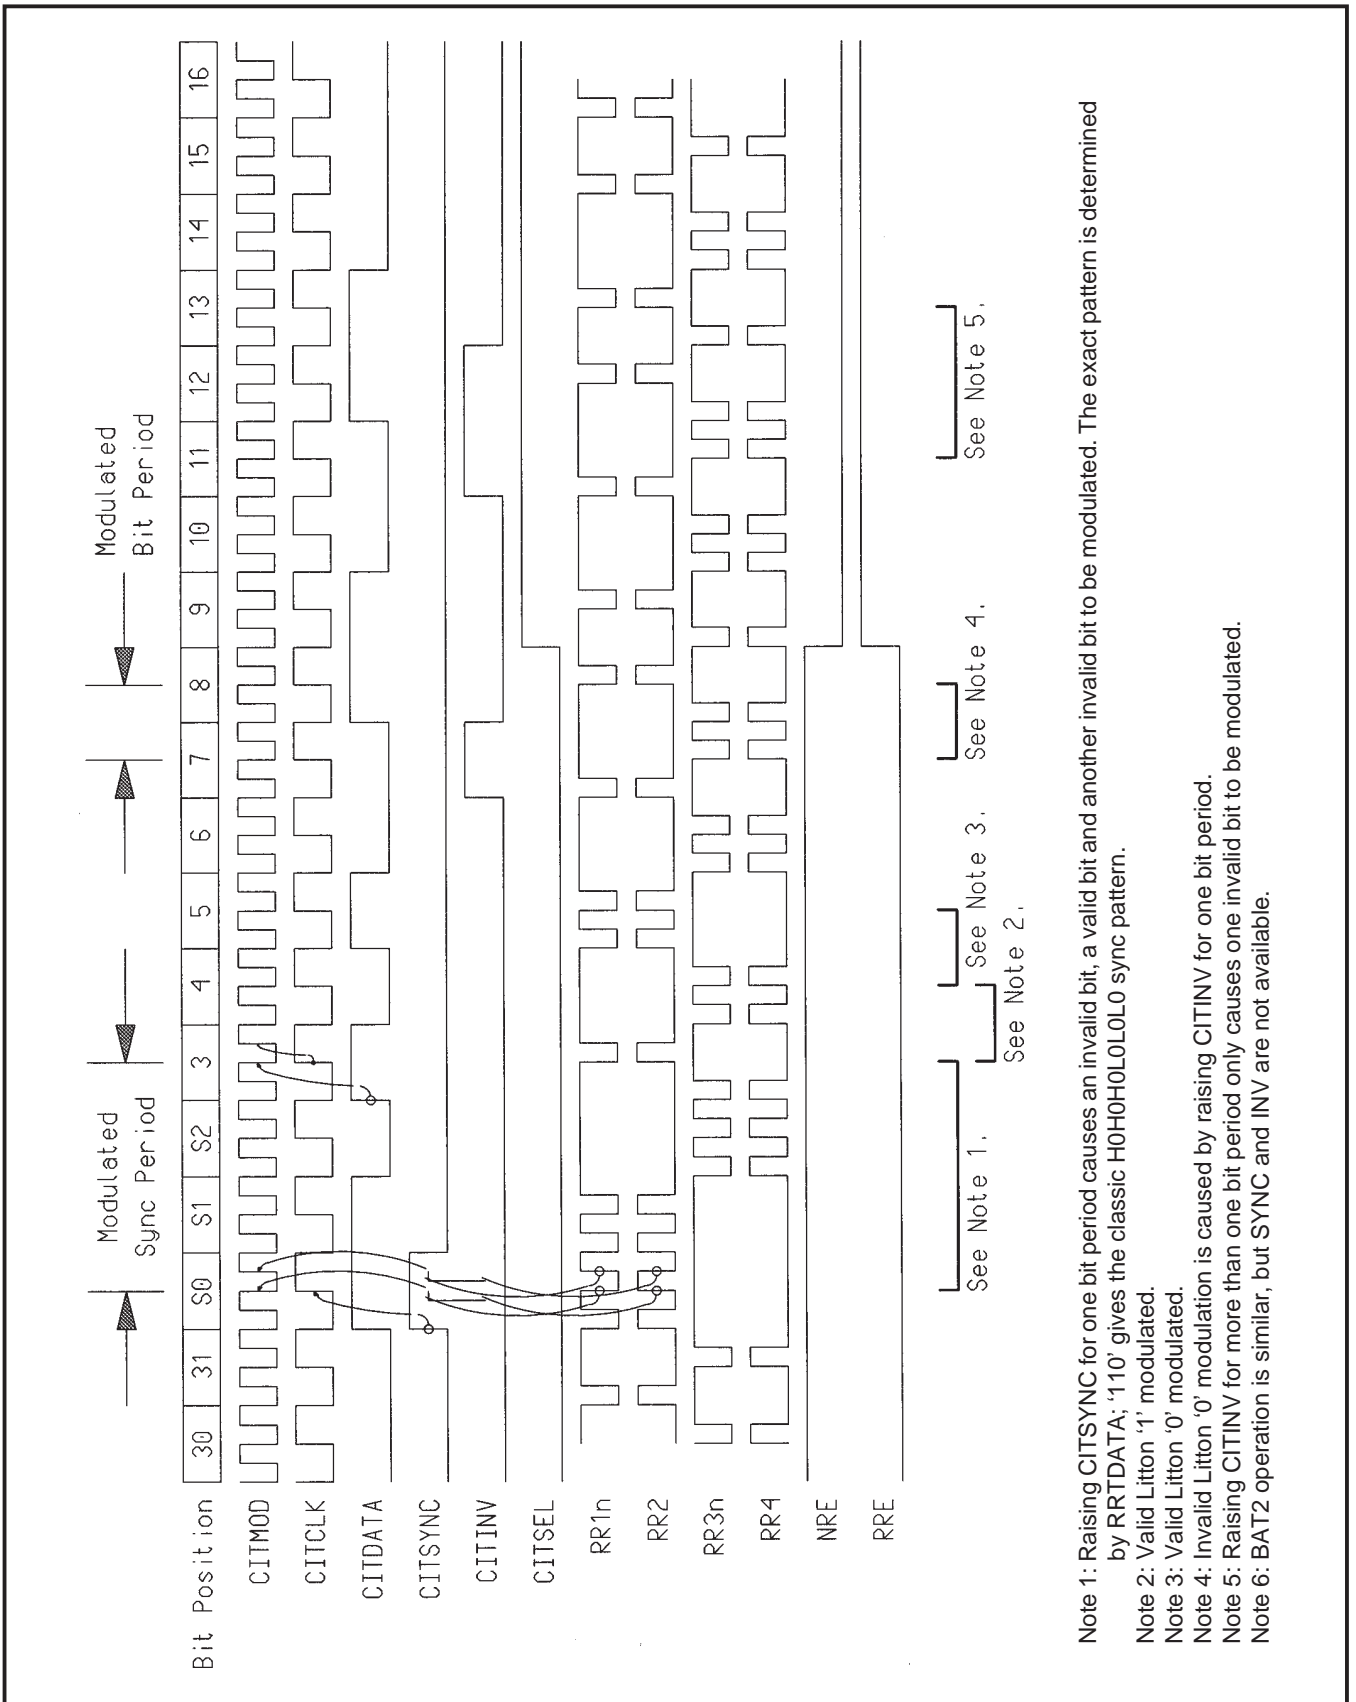 Modulated
Sync Period
Modulated
Bit Period
Bit Position 30 31 S0 S1 S2 3 4 5 6 7 8 9 10 11 12 13 14 15 16
CITMOD
CITCLK
CITDATA
CITSYNC
CITINV
CITSEL
RR1n
RR2
RR3n
RR4
NRE
RRE
See Note 1.
See Note 2.
See Note 3.
See Note 4.
See Note 5.
Note 1: Raising CITSYNC for one bit period causes an invalid bit, a valid bit and another invalid bit to be modulated. The exact pattern is determined
by RRTDATA; ‘110’ gives the classic H0H0H0L0L0L0 sync pattern.
Note 2: Valid Litton ‘1’ modulated.
Note 3: Valid Litton ‘0’ modulated.
Note 4: Invalid Litton ‘0’ modulation is caused by raising CITINV for one bit period.
Note 5: Raising CITINV for more than one bit period only causes one invalid bit to be modulated.
Note 6: BAT2 operation is similar, but SYNC and INV are not available.